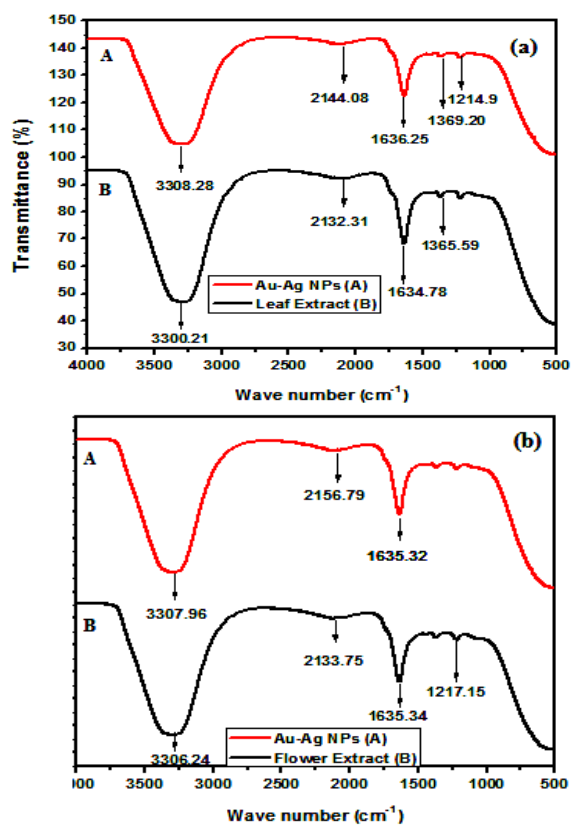 150
140
130
120
110
100
90
80
70
60
50
40
30
Transmittance (%)
(a)
A
2144.08
1214.9
1369.20
1636.25
3308.28
B
2132.31
1365.59
1634.78
3300.21
Au-Ag NPs (A)
Leaf Extract (B)
4000 3500 3000 2500 2000 1500 1000 500
Wave number (cm⁻¹)
(b)
A
2156.79
1635.32
3307.96
B
2133.75
1217.15
1635.34
3306.24
Au-Ag NPs (A)
Flower Extract (B)
000 3500 3000 2500 2000 1500 1000 500
Wave number (cm⁻¹)